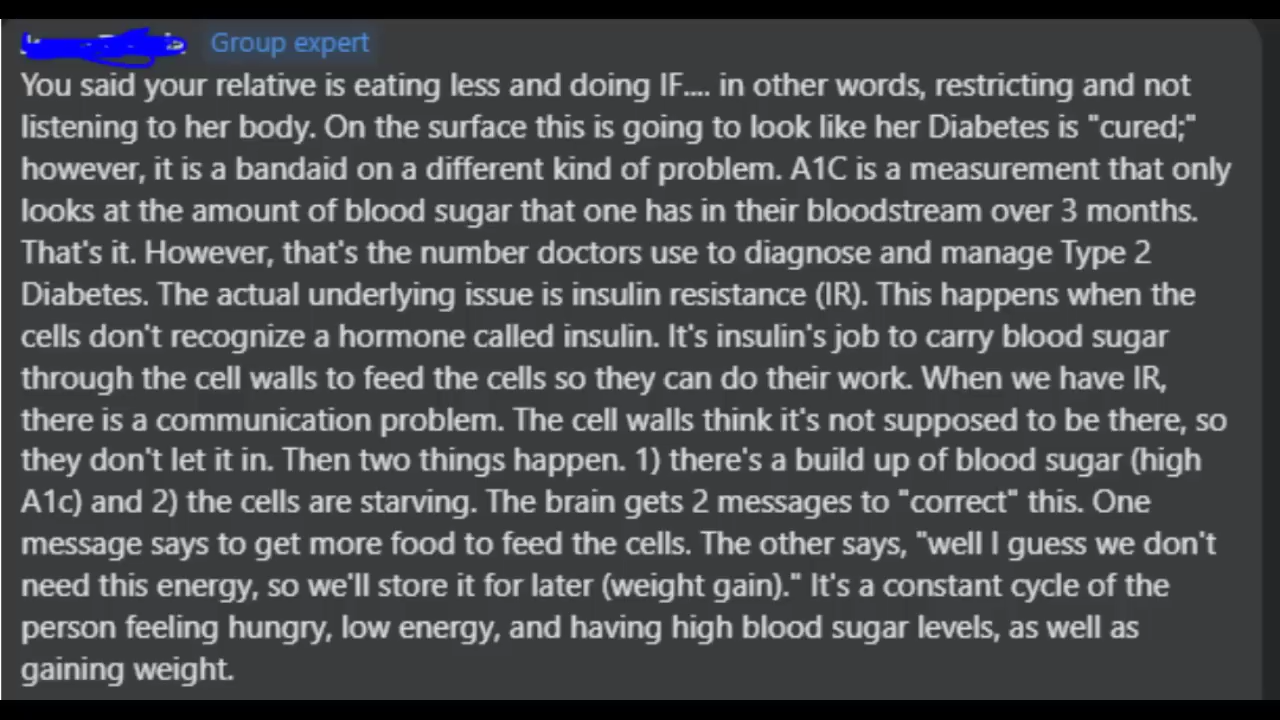 Group expert
You said your relative is eating less and doing IF.... in other words, restricting and not
listening to her body. On the surface this is going to look like her Diabetes is "cured;"
however, it is a bandaid on a different kind of problem. A1C is a measurement that only
looks at the amount of blood sugar that one has in their bloodstream over 3 months.
That's it. However, that's the number doctors use to diagnose and manage Type 2
Diabetes. The actual underlying issue is insulin resistance (IR). This happens when the
cells don't recognize a hormone called insulin. It's insulin's job to carry blood sugar
through the cell walls to feed the cells so they can do their work. When we have IR,
there is a communication problem. The cell walls think it's not supposed to be there, so
they don't let it in. Then two things happen. 1) there's a build up of blood sugar (high
A1c) and 2) the cells are starving. The brain gets 2 messages to "correct" this. One
message says to get more food to feed the cells. The other says, "well I guess we don't
need this energy, so we'll store it for later (weight gain)." It's a constant cycle of the
person feeling hungry, low energy, and having high blood sugar levels, as well as
gaining weight.